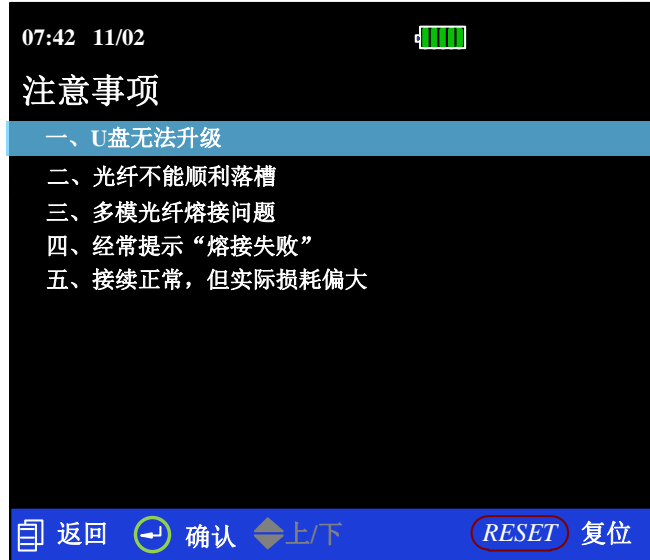 07:42 11/02
注意事项
一、U盘无法升级
二、光纤不能顺利落槽
三、多模光纤熔接问题
四、经常提示“熔接失败”
五、接续正常，但实际损耗偏大
返回 确认 上/下 RESET 复位